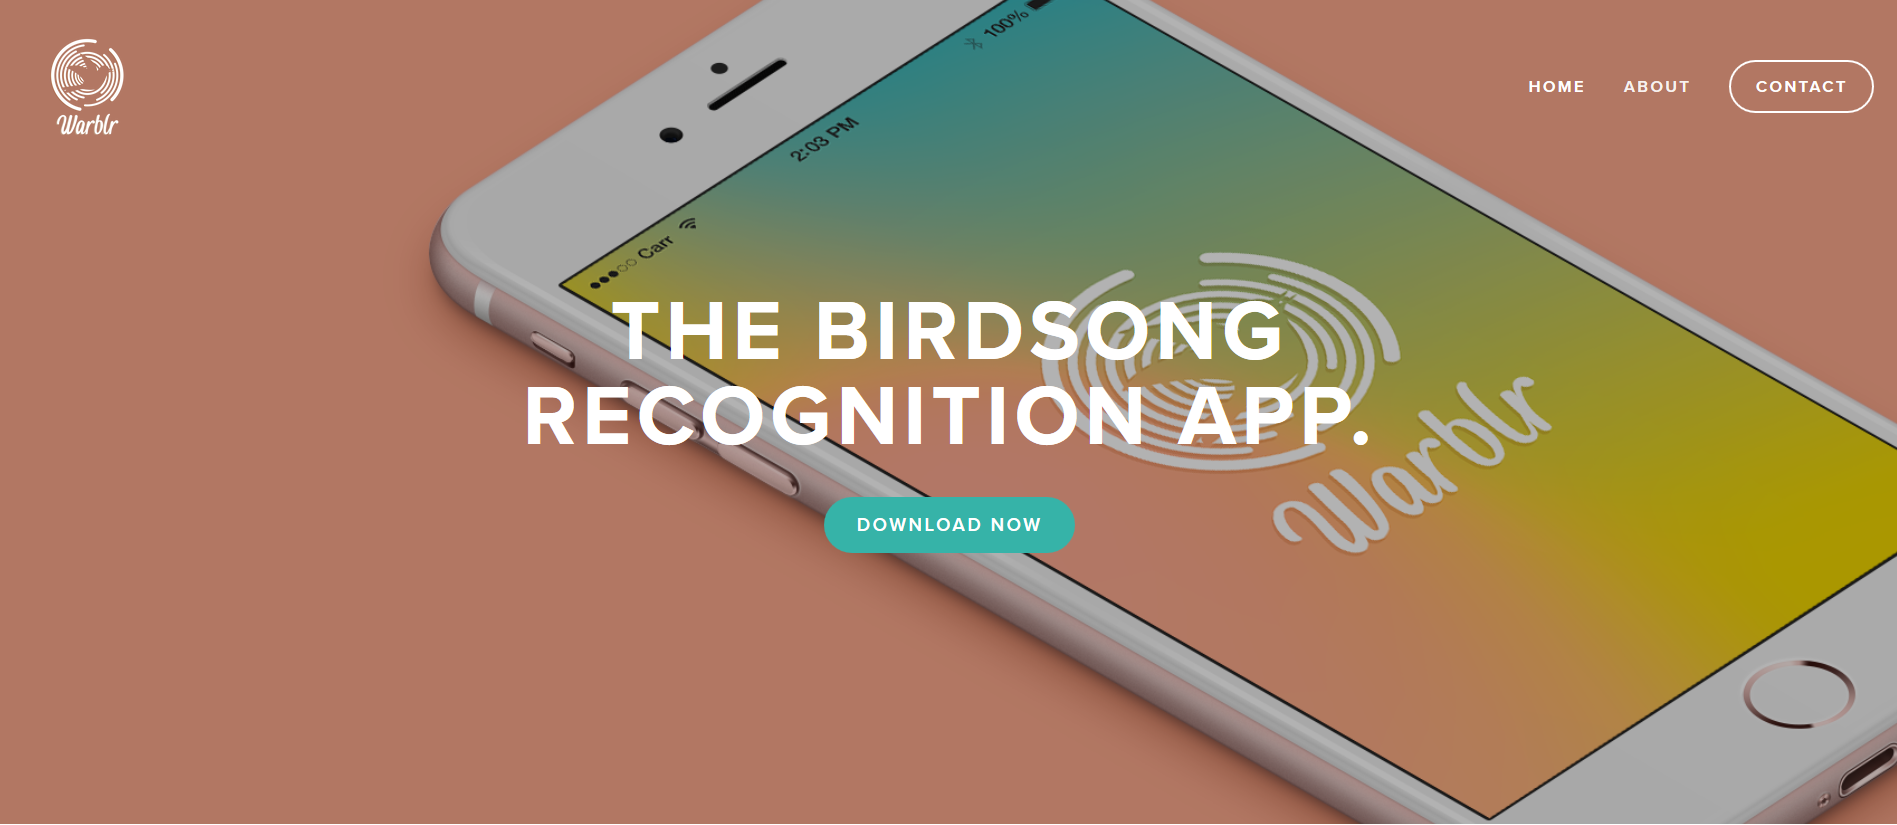 Warblr
HOME
ABOUT
CONTACT
100%
2:03 PM
Carr
THE BIRDSONG
RECOGNITION APP.
Warblr
DOWNLOAD NOW